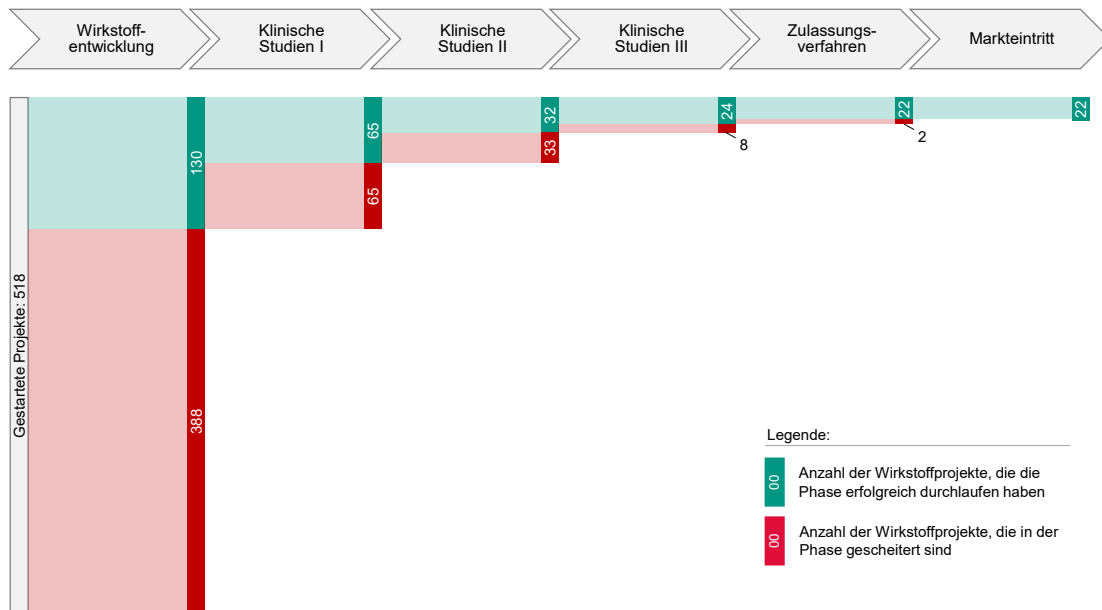 Wirkstoff-
entwicklung
Klinische
Studien I
Klinische
Studien II
Klinische
Studien III
Zulassungs-
verfahren
Markteintritt
Gestartete Projekte: 518
130
388
65
65
32
33
24
8
22
2
22
Legende:
00
Anzahl der Wirkstoffprojekte, die die
Phase erfolgreich durchlaufen haben
00
Anzahl der Wirkstoffprojekte, die in der
Phase gescheitert sind